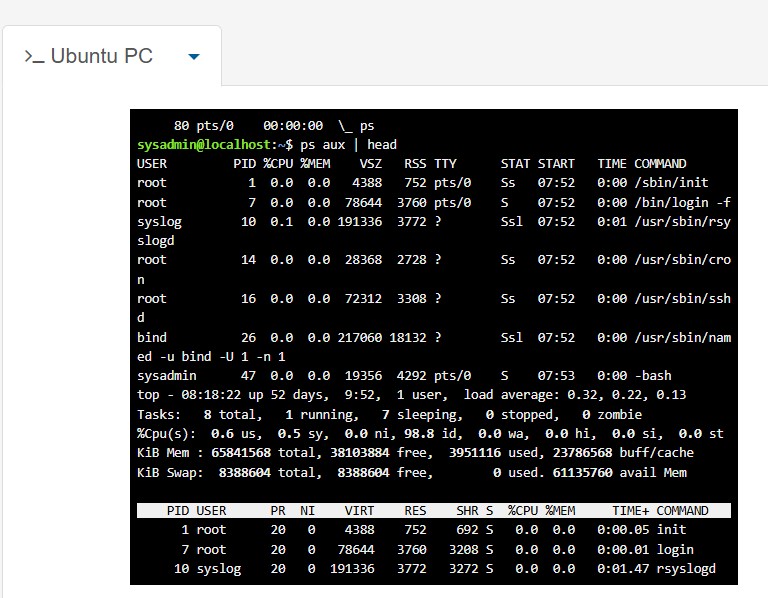 >_ Ubuntu PC
80 pts/0    00:00:00  \_ ps
sysadmin@localhost:~$ ps aux | head
USER       PID %CPU %MEM    VSZ   RSS TTY      STAT START   TIME COMMAND
root         1  0.0  0.0   4388   752 pts/0    Ss   07:52   0:00 /sbin/init
root         7  0.0  0.0  78644  3760 pts/0    S    07:52   0:00 /bin/login -f
syslog      10  0.1  0.0 191336  3772 ?        Ssl  07:52   0:01 /usr/sbin/rsy
slogd
root        14  0.0  0.0  28368  2728 ?        Ss   07:52   0:00 /usr/sbin/cro
n
root        16  0.0  0.0  72312  3308 ?        Ss   07:52   0:00 /usr/sbin/ssh
d
bind        26  0.0  0.0 217060 18132 ?        Ssl  07:52   0:00 /usr/sbin/nam
ed -u bind -U 1 -n 1
sysadmin    47  0.0  0.0  19356  4292 pts/0    S    07:53   0:00 -bash
top - 08:18:22 up 52 days,  9:52,  1 user,  load average: 0.32, 0.22, 0.13
Tasks:   8 total,   1 running,   7 sleeping,   0 stopped,   0 zombie
%Cpu(s):  0.6 us,  0.5 sy,  0.0 ni, 98.8 id,  0.0 wa,  0.0 hi,  0.0 si,  0.0 st
KiB Mem : 65841568 total, 38103884 free,  3951116 used, 23786568 buff/cache
KiB Swap:  8388604 total,  8388604 free,        0 used. 61135760 avail Mem
PID USER      PR  NI    VIRT    RES    SHR S  %CPU %MEM     TIME+ COMMAND
1 root      20   0    4388    752    692 S   0.0  0.0   0:00.05 init
7 root      20   0   78644   3760   3208 S   0.0  0.0   0:00.01 login
10 syslog    20   0  191336   3772   3272 S   0.0  0.0   0:01.47 rsyslogd